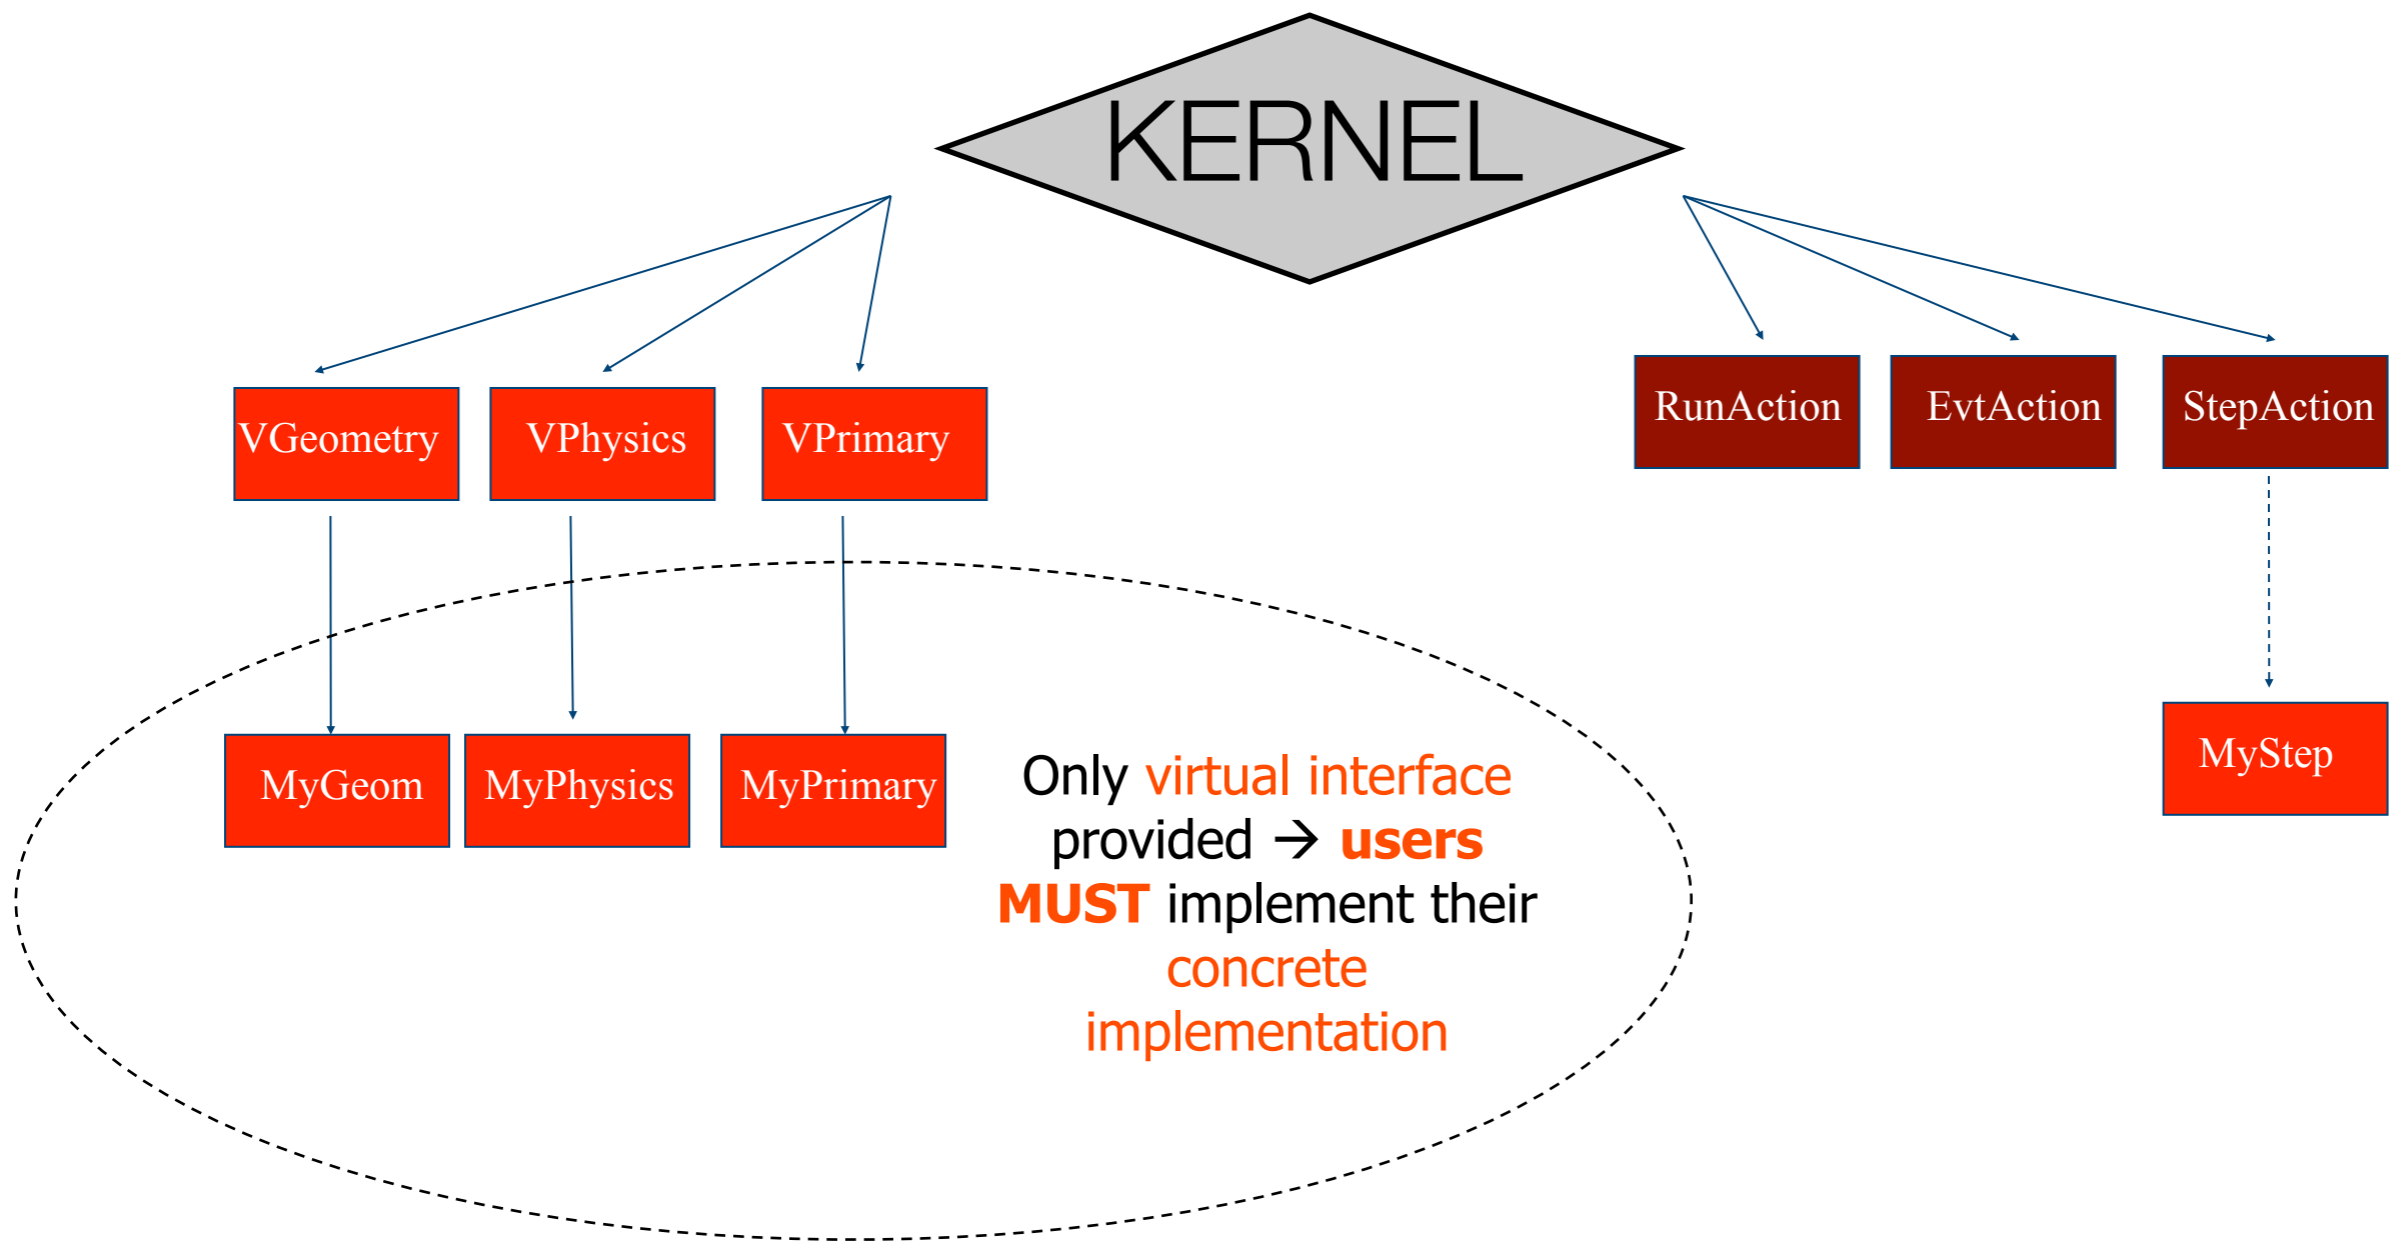 KERNEL
VGeometry
VPhysics
VPrimary
RunAction
EvtAction
StepAction
MyGeom
MyPhysics
MyPrimary
MyStep
Only virtual interface
provided → users
MUST implement their
concrete
implementation